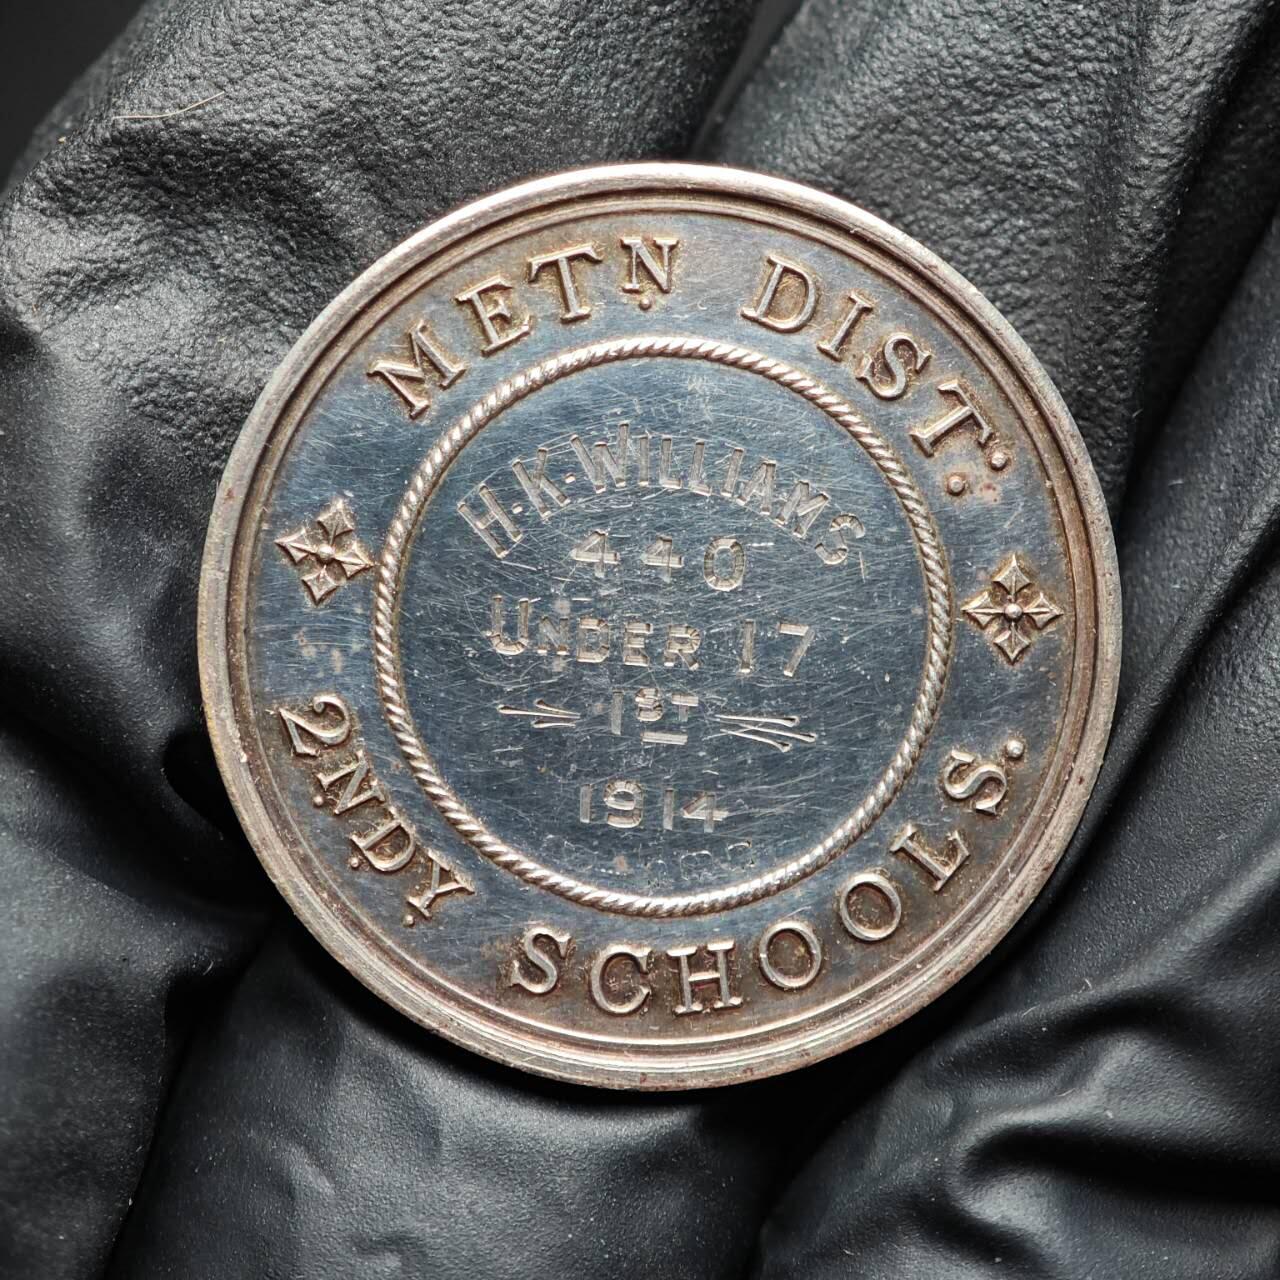 METN. DIST.
H.K.WILLIAMS
440
UNDER 17
1ST
1914
2NDY. SCHOOLS.